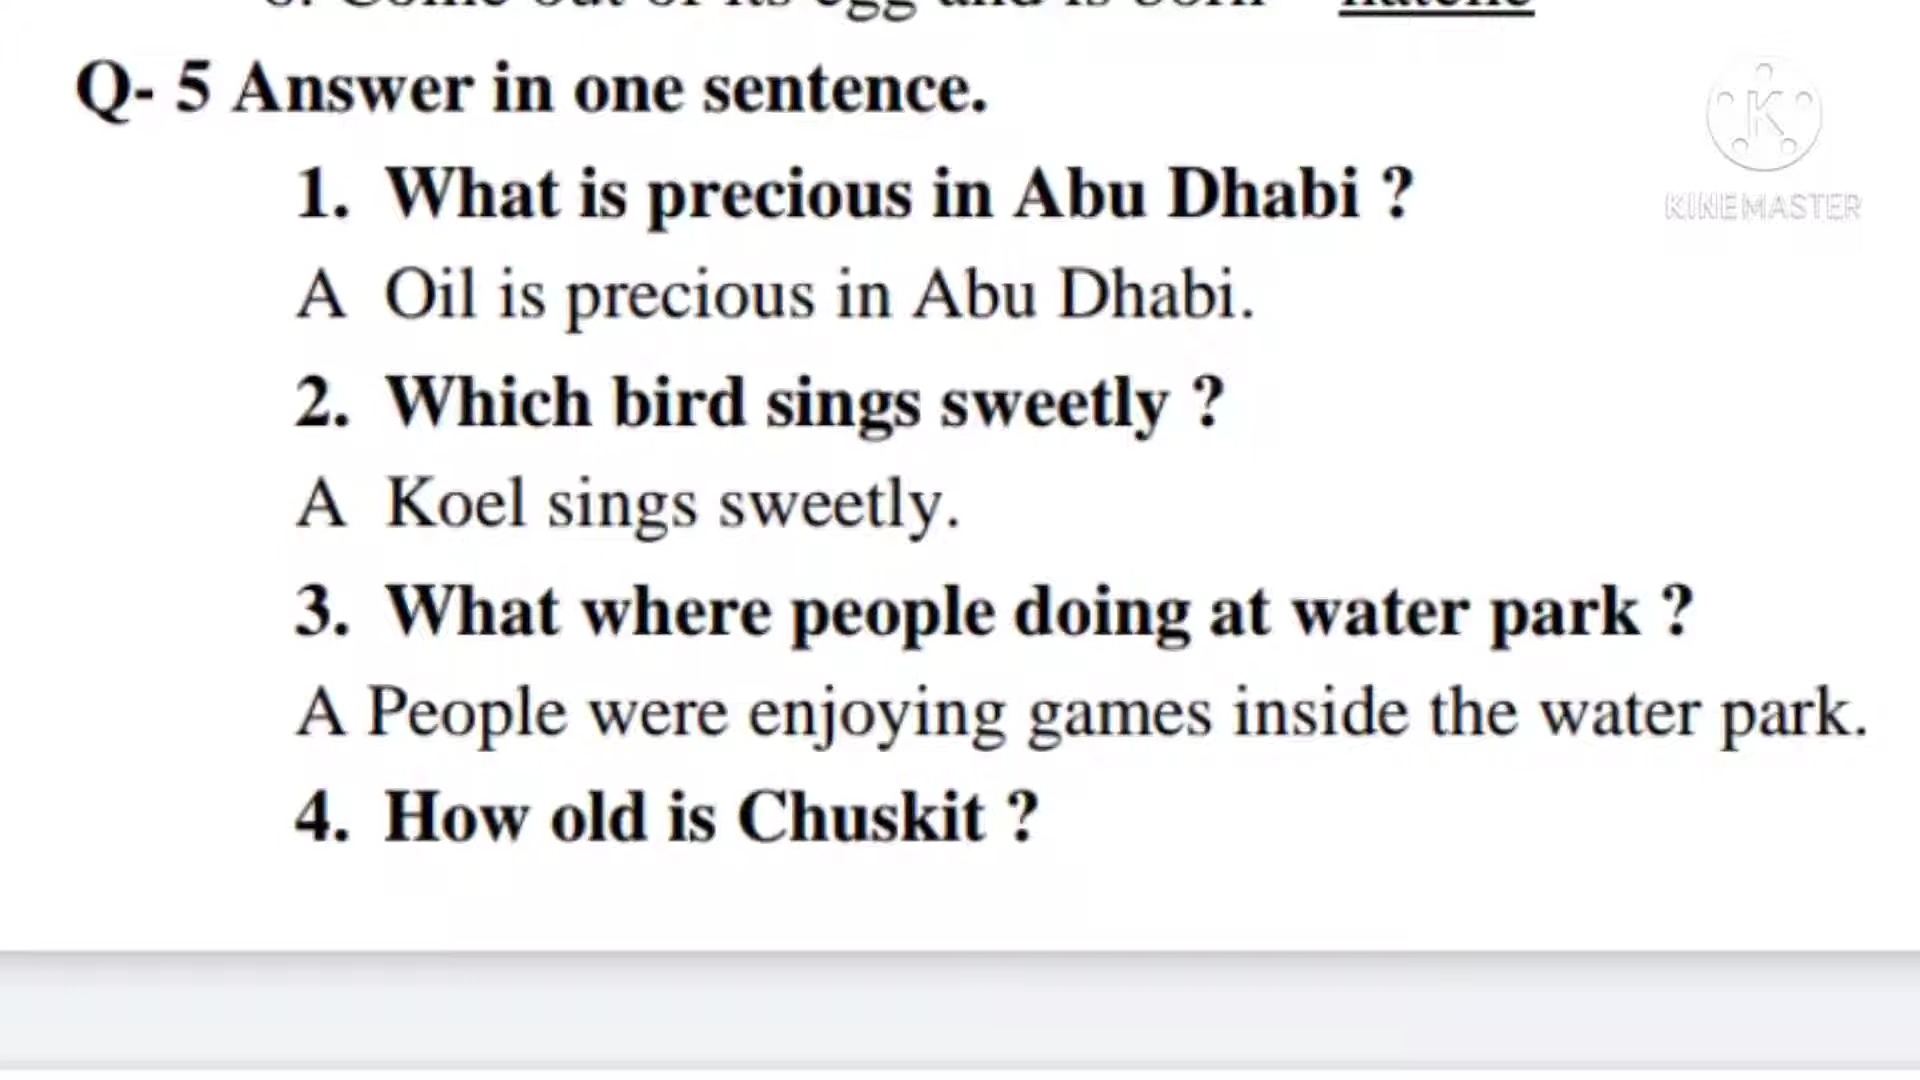 Q- 5 Answer in one sentence.
1. What is precious in Abu Dhabi ?
A Oil is precious in Abu Dhabi.
2. Which bird sings sweetly ?
A Koel sings sweetly.
3. What where people doing at water park ?
A People were enjoying games inside the water park.
4. How old is Chuskit ?
K
KINEMASTER